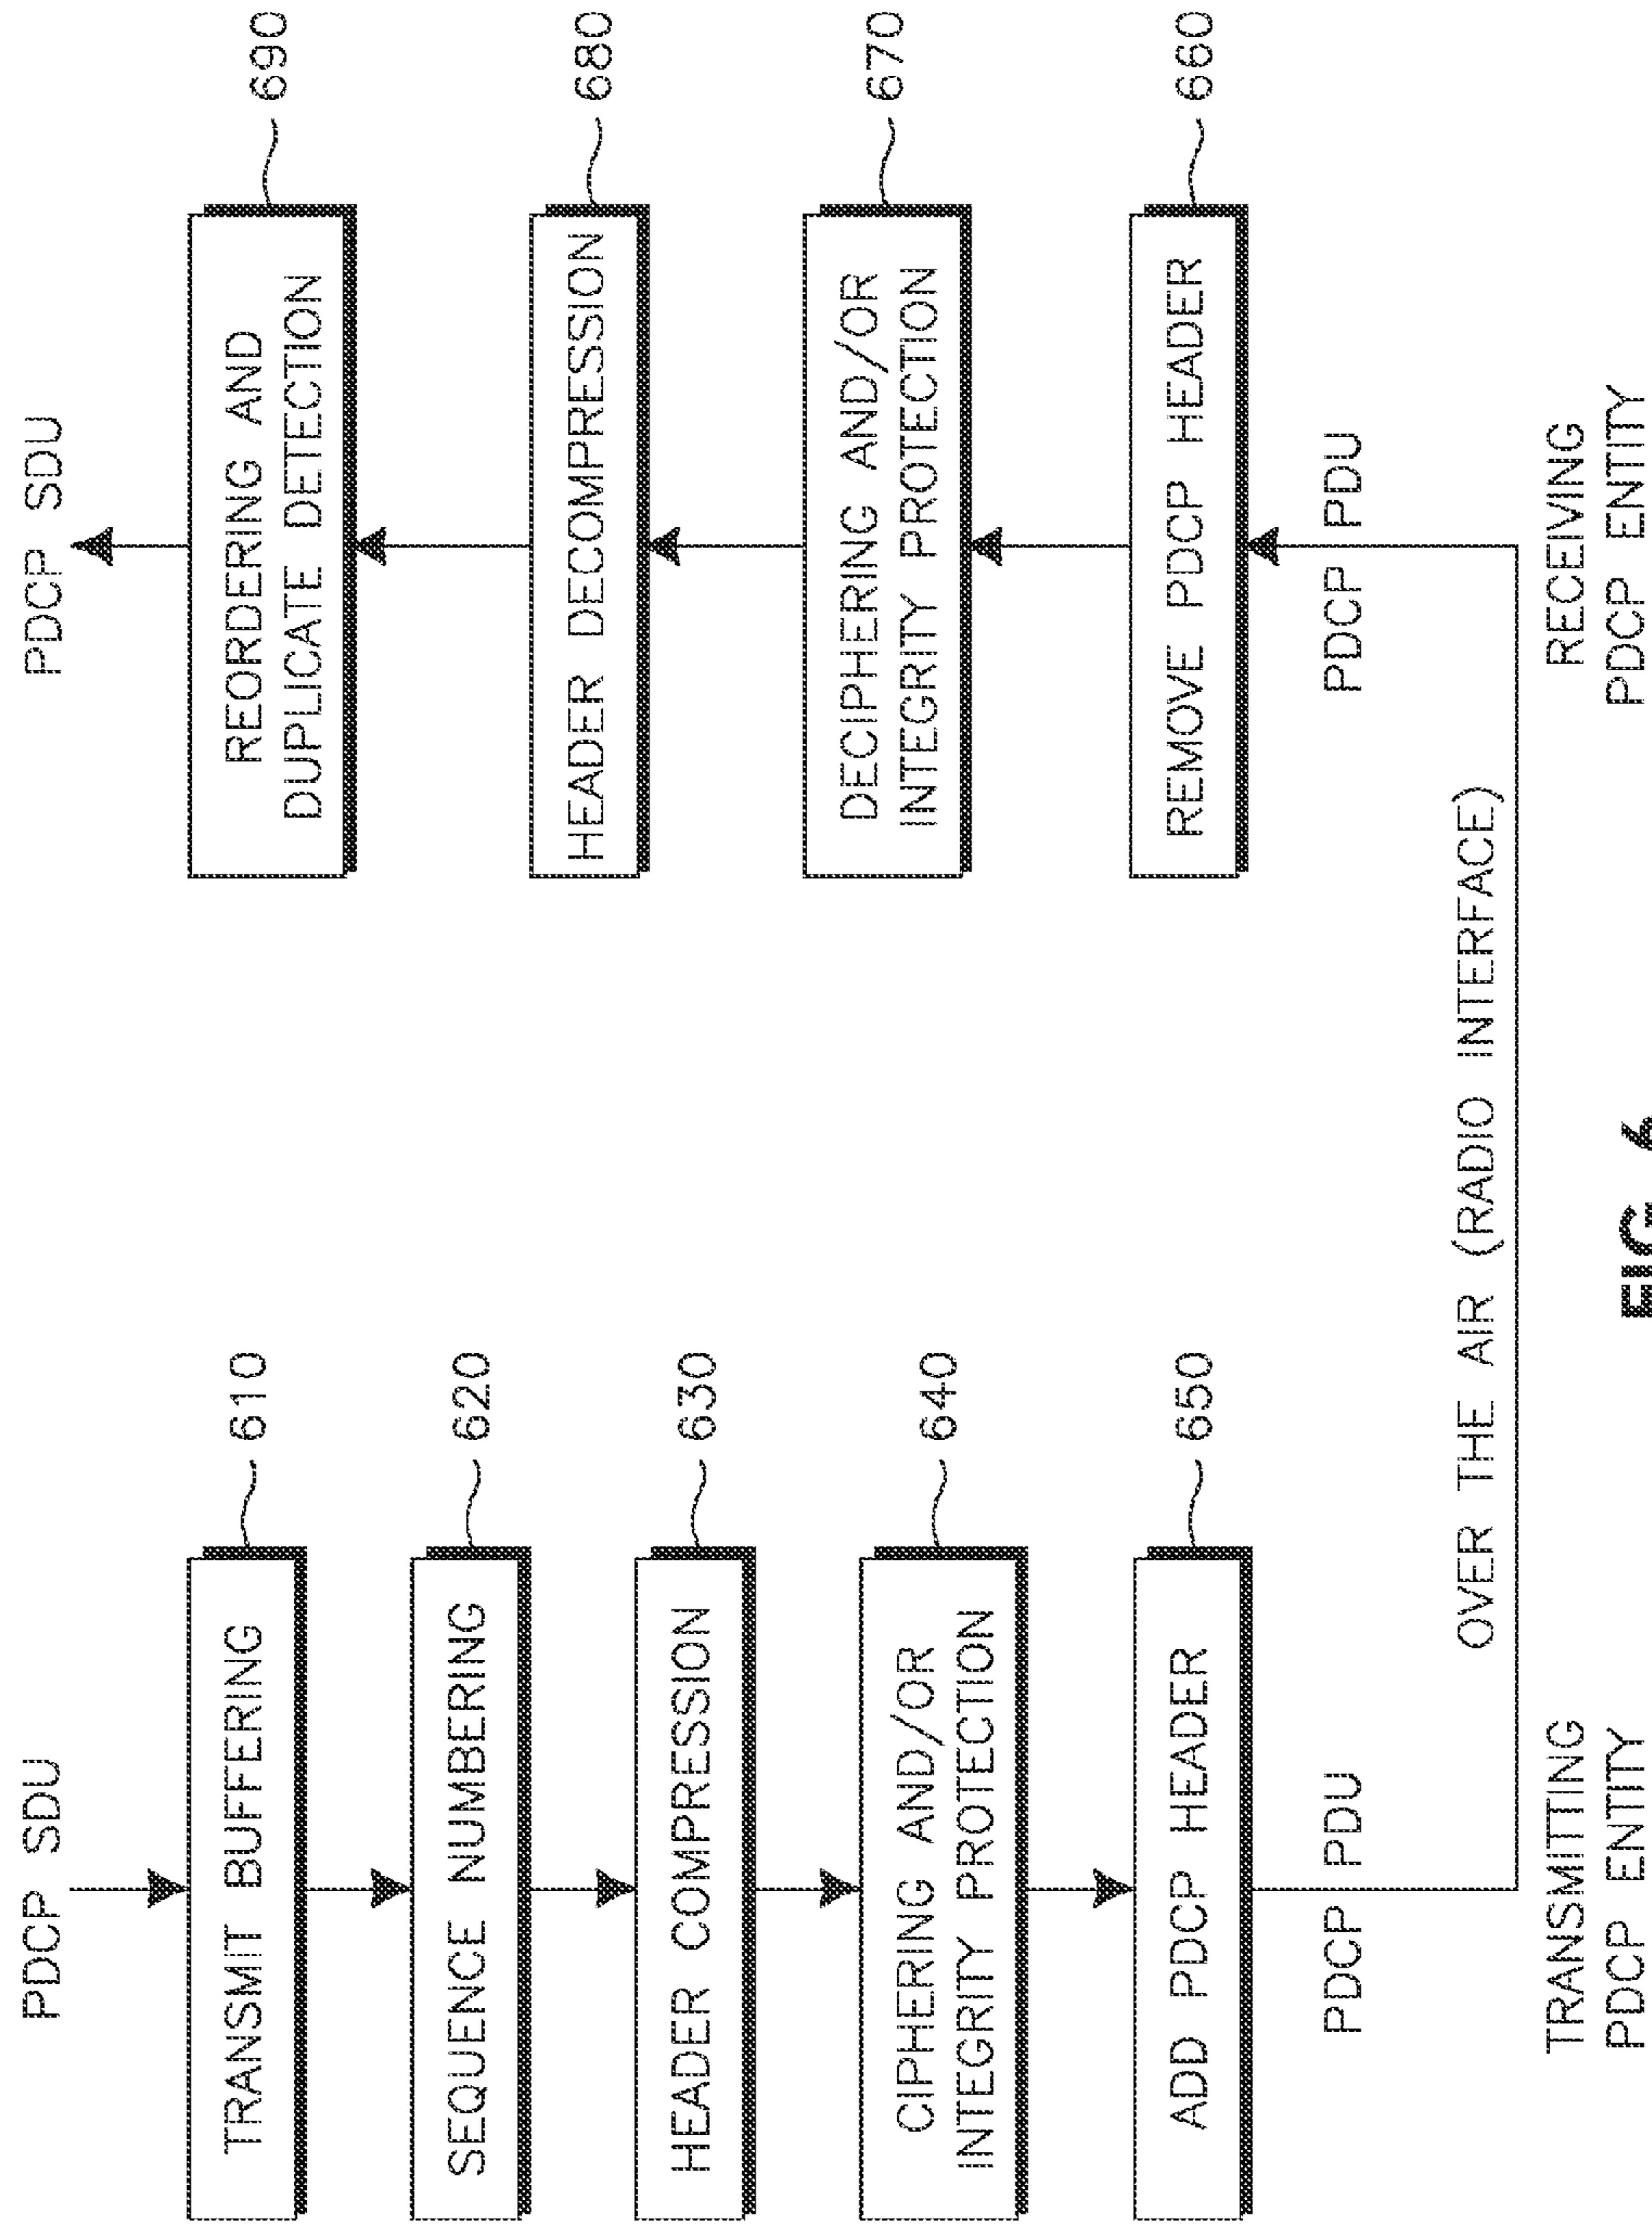 PDCP SDU
TRANSMIT BUFFERING
610
SEQUENCE NUMBERING
620
HEADER COMPRESSION
630
CIPHERING AND/OR
INTEGRITY PROTECTION
640
ADD PDCP HEADER
650
PDCP PDU
TRANSMITTING
PDCP ENTITY
OVER THE AIR (RADIO INTERFACE)
PDCP SDU
REORDERING AND
DUPLICATE DETECTION
690
HEADER DECOMPRESSION
680
DECIPHERING AND/OR
INTEGRITY PROTECTION
670
REMOVE PDCP HEADER
660
PDCP PDU
RECEIVING
PDCP ENTITY
FIG. 6